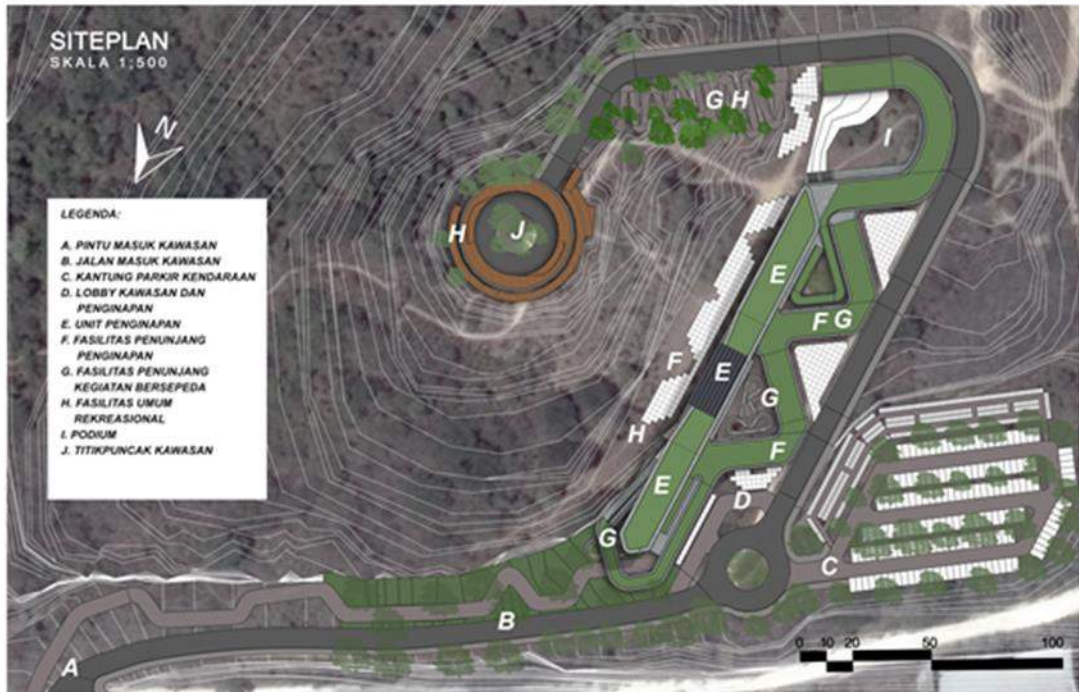 SITEPLAN
SKALA 1:500
N
LEGENDA:
A. PINTU MASUK KAWASAN
B. JALAN MASUK KAWASAN
C. KANTUNG PARKIR KENDARAAN
D. LOBBY KAWASAN DAN
PENGINAPAN
E. UNIT PENGINAPAN
F. FASILITAS PENUNJANG
PENGINAPAN
G. FASILITAS PENUNJANG
KEGIATAN BERSEPEDA
H. FASILITAS UMUM
REKREASIONAL
I. PODIUM
J. TITIKPUNCAK KAWASAN
G H
I
H
J
E
F G
F
E
G
H
F
E
D
G
C
B
A
0 10 20 50 100